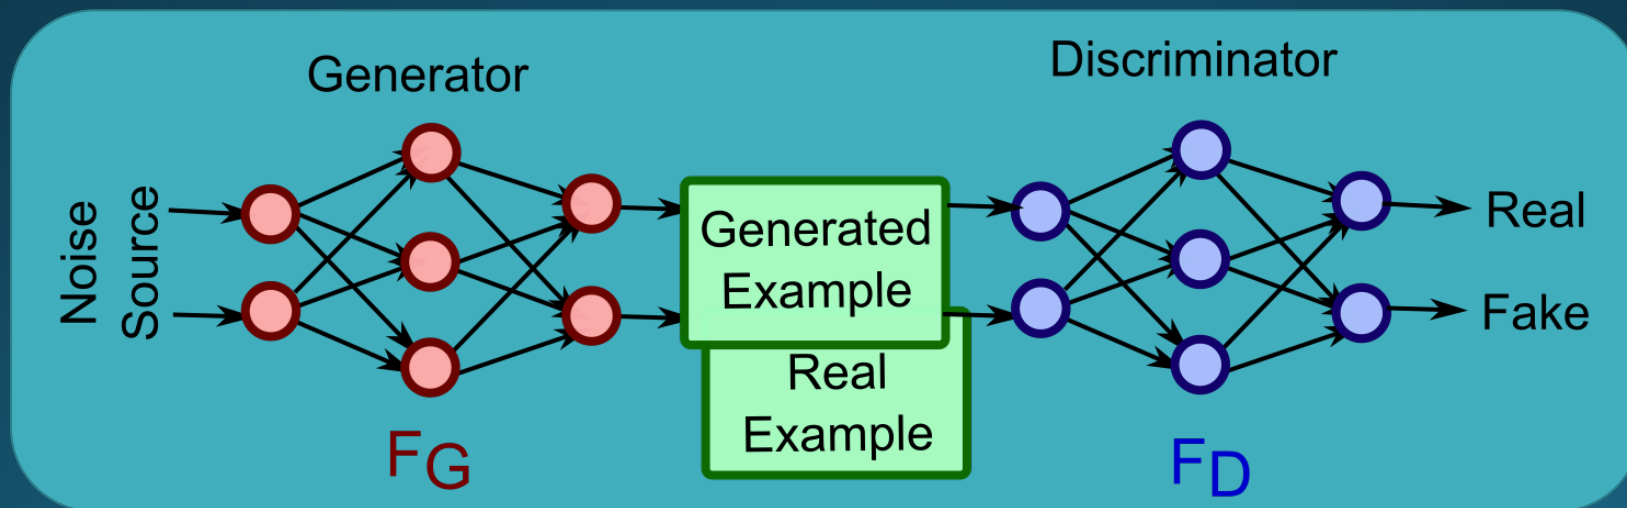 Generator
Discriminator
Noise
Source
Generated
Example
Real
Example
Real
Fake
FG
FD